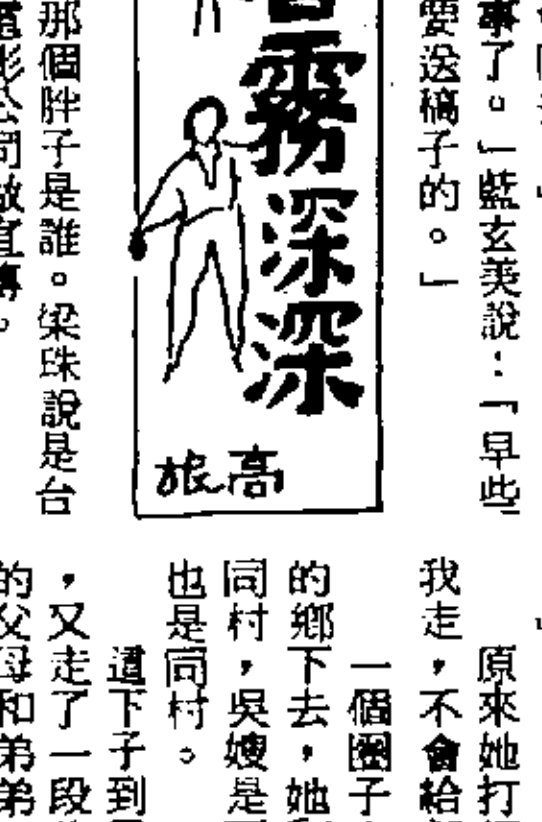 事了。」藍玄美說：「早些
要送稿子的。」
霧深深
高旅
那個胖子是誰。梁珠說是台
電影公司做宣傳。
原來她打
我走，不會給
一個圈子
的鄉下去，她
同村，吳嫂是
也是同村。
這下子到
，又走了一段
的父母和弟弟